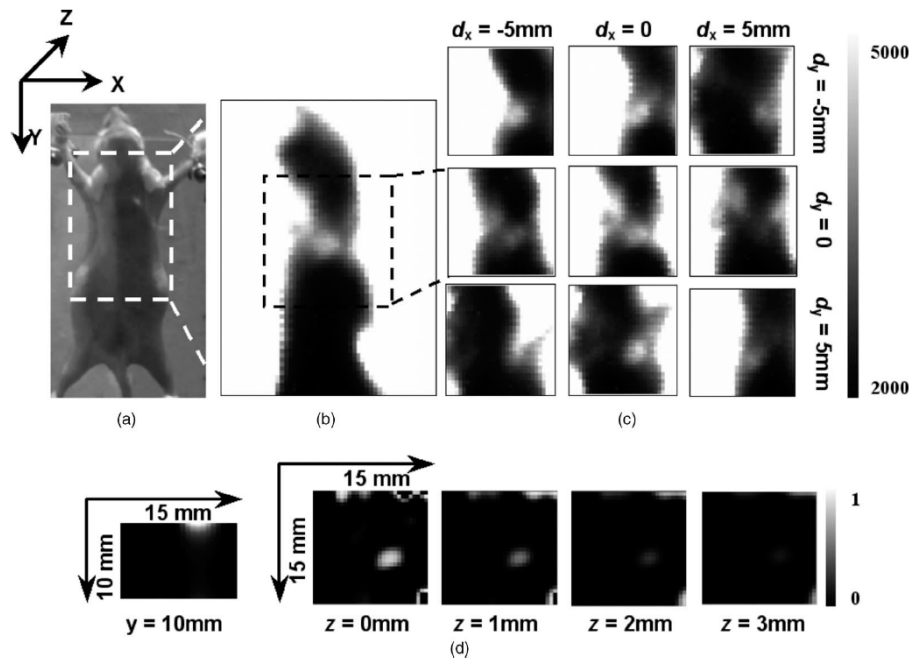 Z
X
Y
(a)
(b)
dx = -5mm dx = 0 dx = 5mm
dy = -5mm
dy = 0
dy = 5mm
(c)
5000
2000
15 mm
10 mm
y = 10mm
15 mm
15 mm
z = 0mm z = 1mm z = 2mm z = 3mm
1
0
(d)